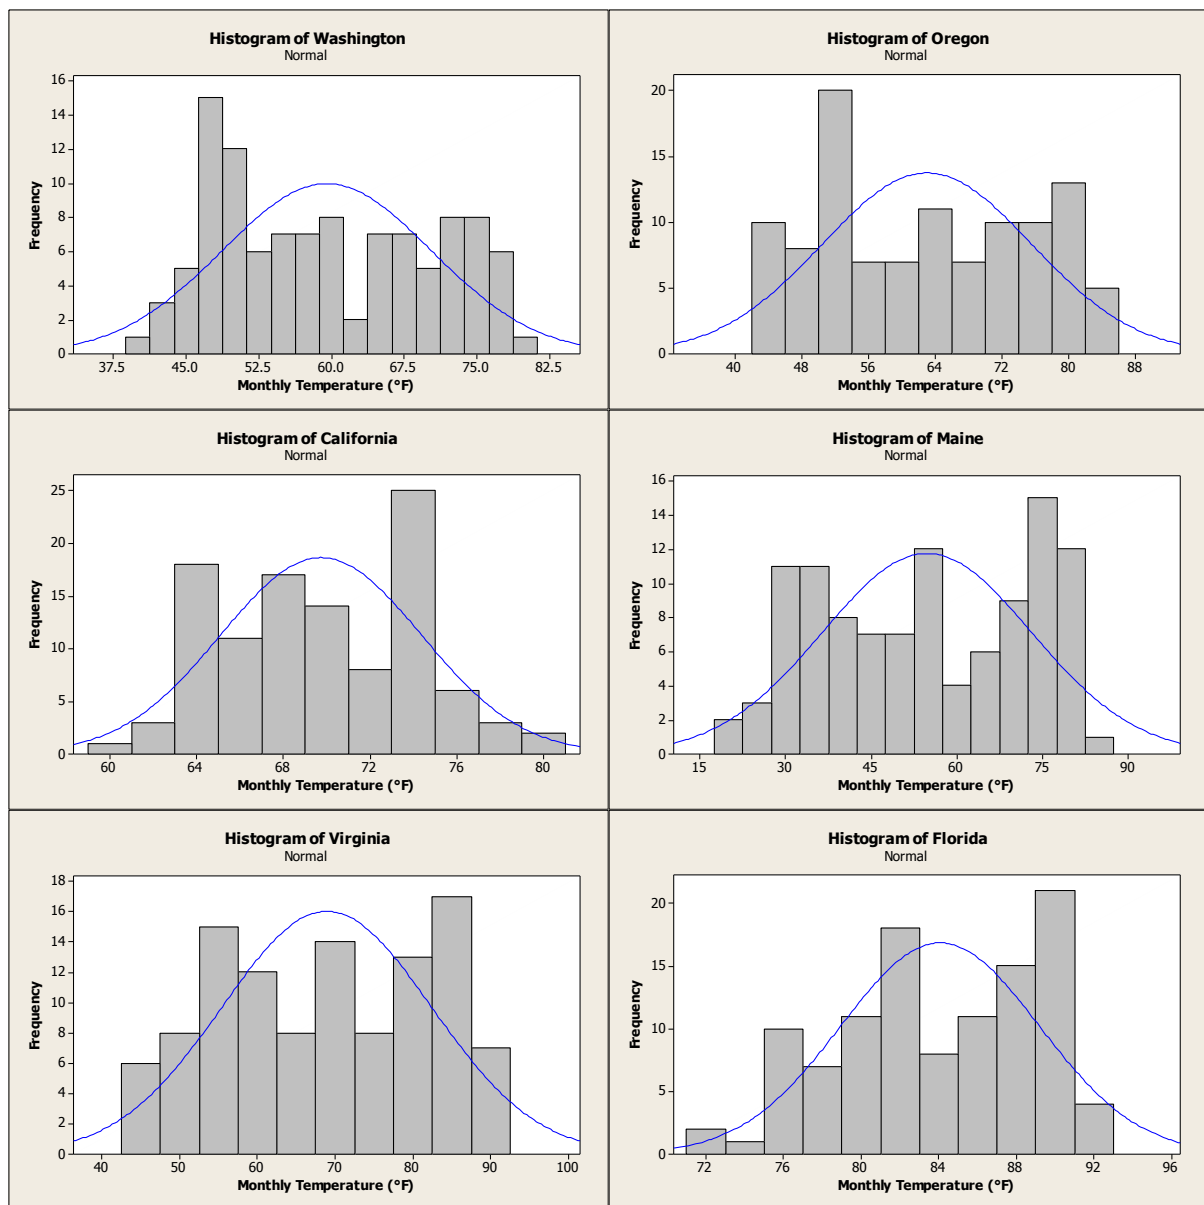 Histogram of Washington
Normal
16
14
12
10
8
6
4
2
0
Frequency
37.5 45.0 52.5 60.0 67.5 75.0 82.5
Monthly Temperature (°F)
Histogram of Oregon
Normal
20
15
10
5
0
Frequency
40 48 56 64 72 80 88
Monthly Temperature (°F)
Histogram of California
Normal
25
20
15
10
5
0
Frequency
60 64 68 72 76 80
Monthly Temperature (°F)
Histogram of Maine
Normal
16
14
12
10
8
6
4
2
0
Frequency
15 30 45 60 75 90
Monthly Temperature (°F)
Histogram of Virginia
Normal
18
16
14
12
10
8
6
4
2
0
Frequency
40 50 60 70 80 90 100
Monthly Temperature (°F)
Histogram of Florida
Normal
20
15
10
5
0
Frequency
72 76 80 84 88 92 96
Monthly Temperature (°F)